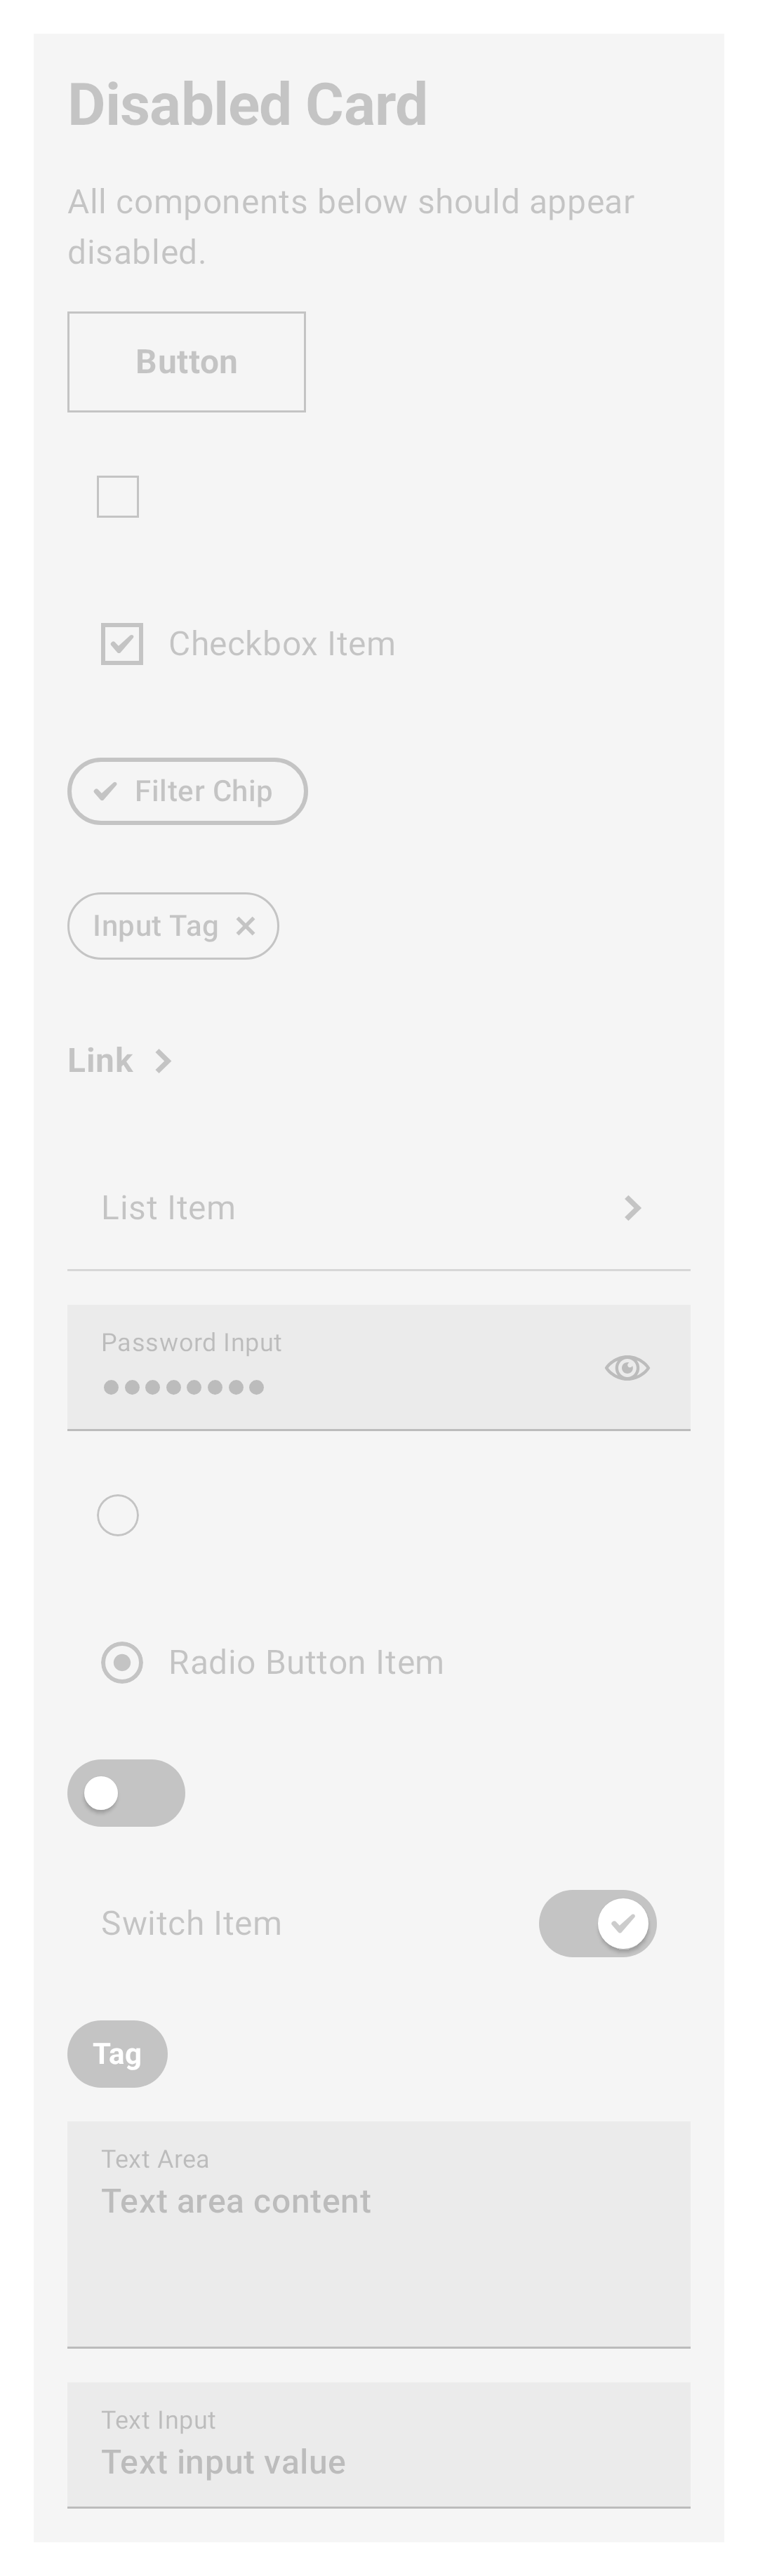 Disabled Card
All components below should appear
disabled.
Button
Checkbox Item
Filter Chip
Input Tag
Link
List Item
Password Input
••••••••
Radio Button Item
Switch Item
Tag
Text Area
Text area content
Text Input
Text input value